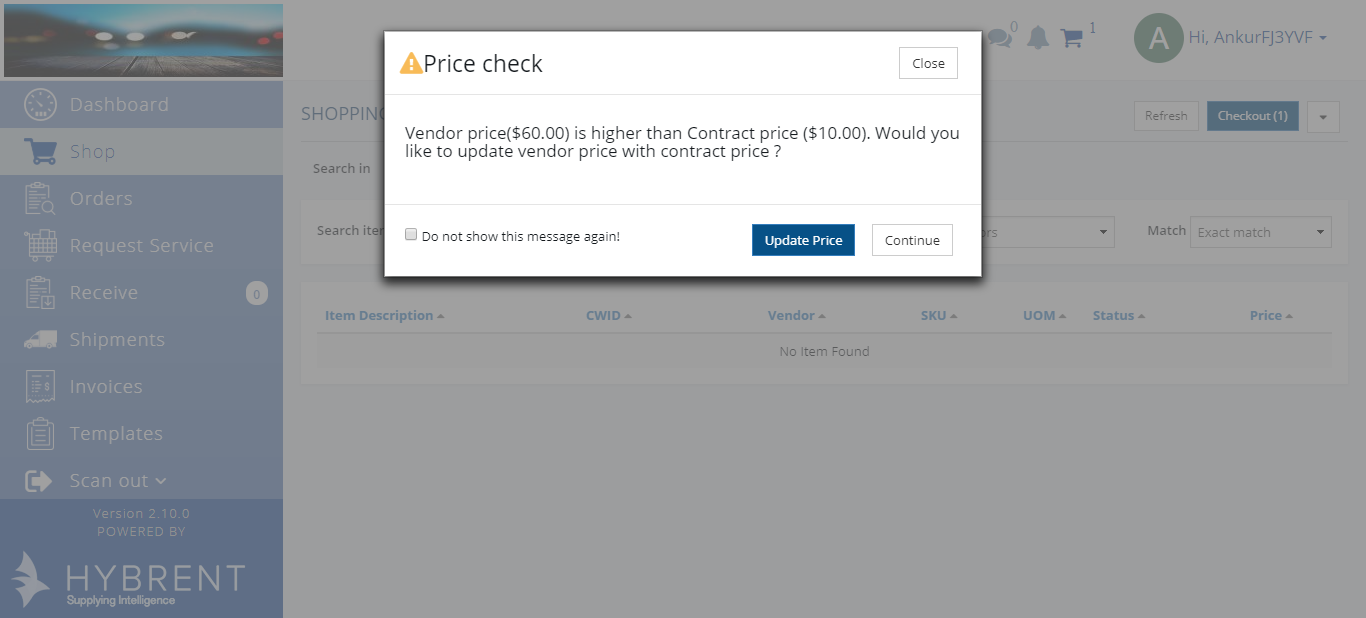 0
1
A
Hi, AnkurFJ3YVF
Price check
Close
Vendor price($60.00) is higher than Contract price ($10.00). Would you
like to update vendor price with contract price ?
Do not show this message again!
Update Price
Continue
Dashboard
Shop
Orders
Request Service
Receive
0
Shipments
Invoices
Templates
Scan out
Version 2.10.0
POWERED BY
HYBRENT
Supplying Intelligence
SHOPPING
Refresh
Checkout (1)
Search in
Match
Exact match
Item Description
CWID
Vendor
SKU
UOM
Status
Price
No Item Found